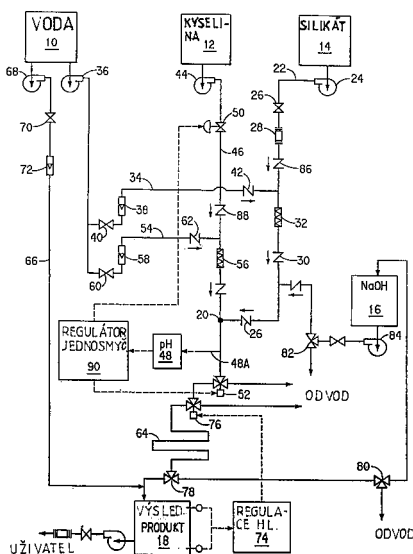 VODA
10
KYSELI-
NA
12
SILIKÁT
14
68
36
44
22
24
26
70
50
28
72
46
86
42
34
38
88
32
40
62
54
66
58
56
30
60
NaOH
16
20
26
REGULÁTOR
JEDNOSMYČ.
90
pH
48
48A
82
84
52
ODVOD
76
64
80
78
VÝSLED.
PRODUKT
18
REGULA-
CE HL.
74
UŽIVATEL
ODVOD